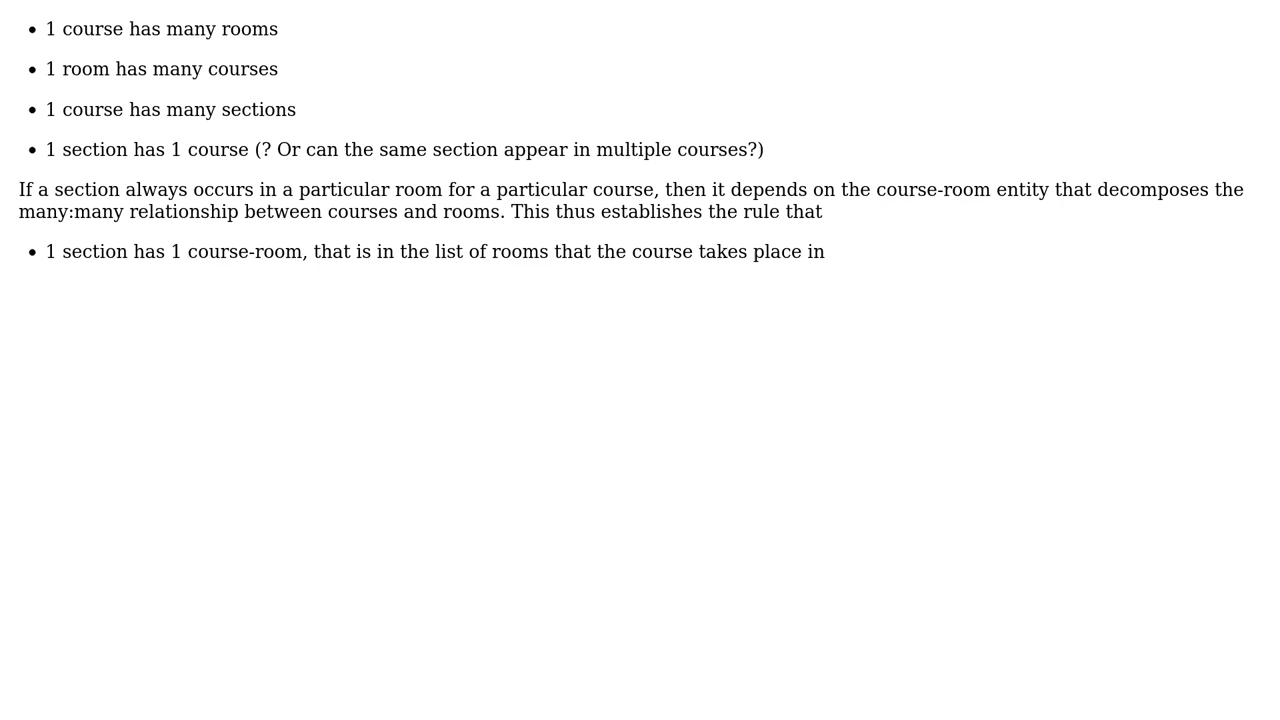 • 1 course has many rooms
• 1 room has many courses
• 1 course has many sections
• 1 section has 1 course (? Or can the same section appear in multiple courses?)
If a section always occurs in a particular room for a particular course, then it depends on the course-room entity that decomposes the
many:many relationship between courses and rooms. This thus establishes the rule that
• 1 section has 1 course-room, that is in the list of rooms that the course takes place in